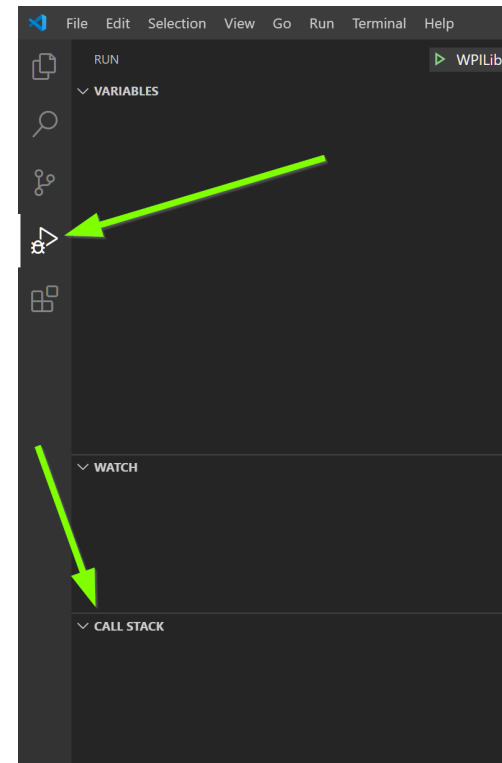 File Edit Selection View Go Run Terminal Help
RUN
WPILib
VARIABLES
WATCH
CALL STACK